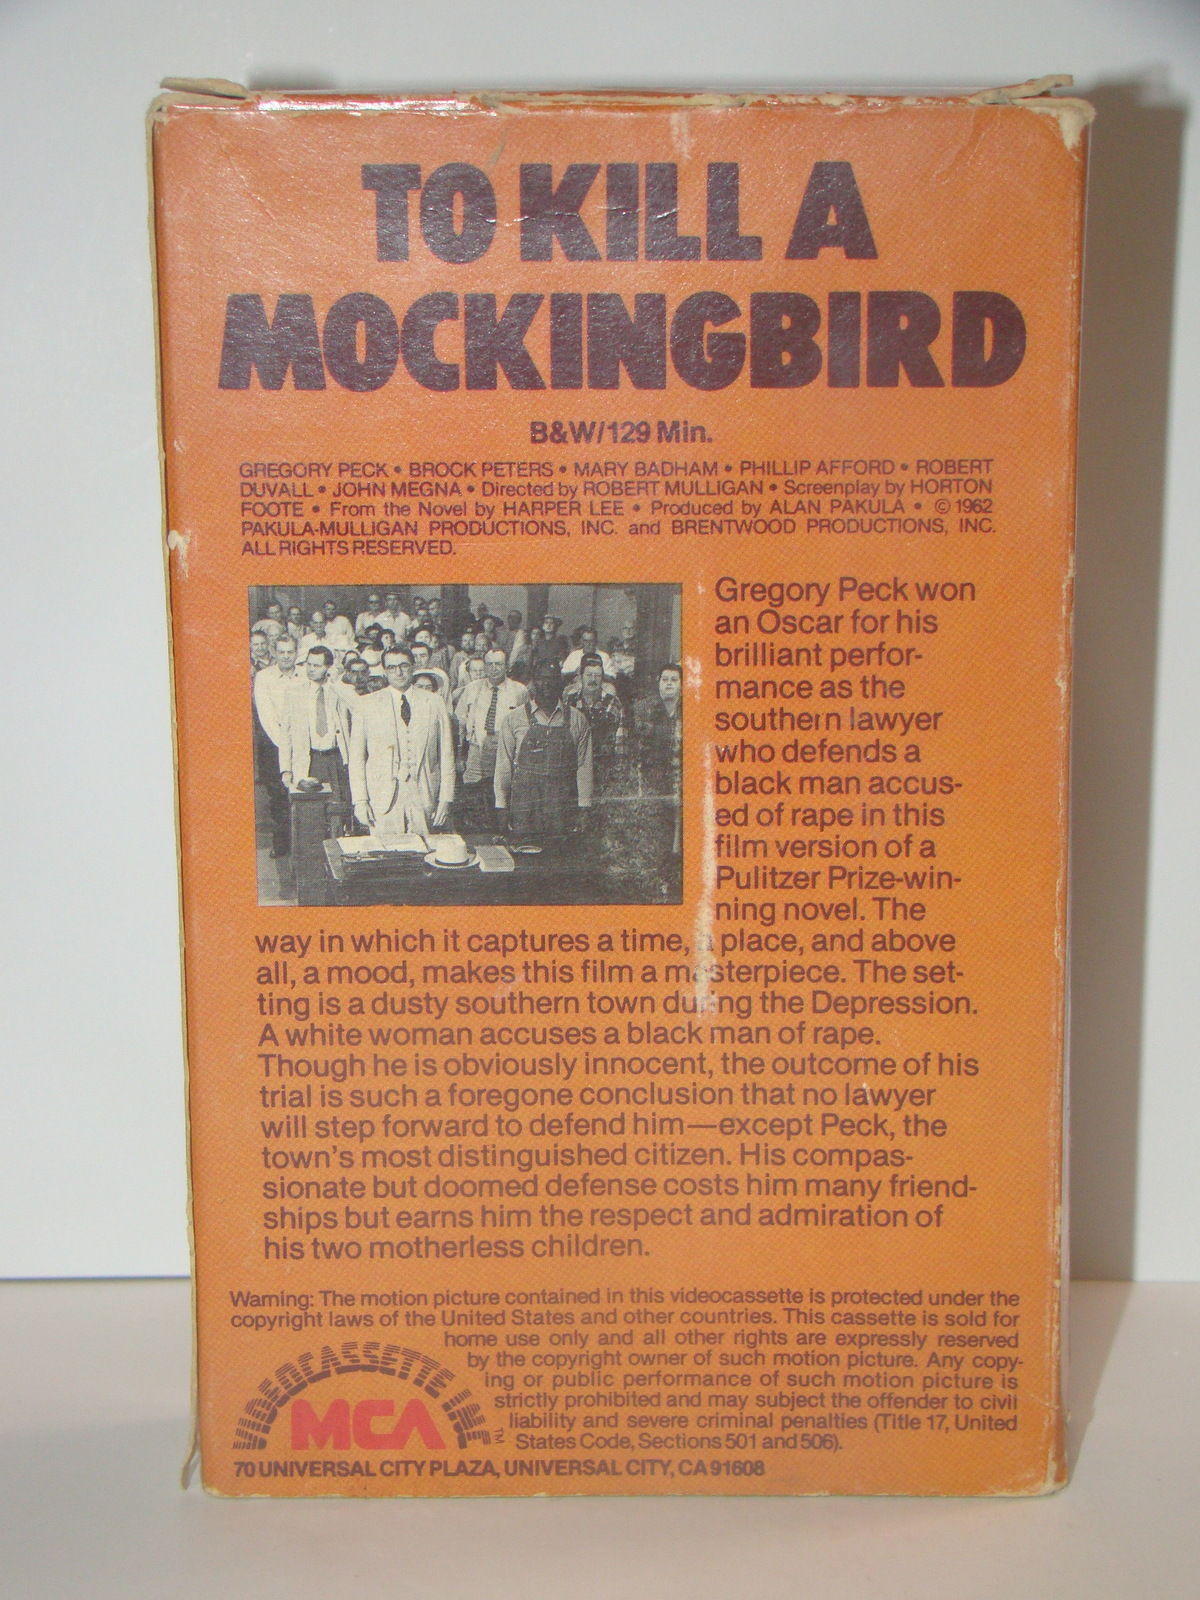 TO KILL A
MOCKINGBIRD
B&W/129 Min.
GREGORY PECK • BROCK PETERS • MARY BADHAM • PHILLIP AFFORD • ROBERT
DUVALL • JOHN MEGNA • Directed by ROBERT MULLIGAN • Screenplay by HORTON
FOOTE • From the Novel by HARPER LEE • Produced by ALAN PAKULA • © 1962
PAKULA-MULLIGAN PRODUCTIONS, INC. and BRENTWOOD PRODUCTIONS, INC.
ALL RIGHTS RESERVED.
Gregory Peck won
an Oscar for his
brilliant perfor-
mance as the
southern lawyer
who defends a
black man accus-
ed of rape in this
film version of a
Pulitzer Prize-win-
ning novel. The
way in which it captures a time, a place, and above
all, a mood, makes this film a masterpiece. The set-
ting is a dusty southern town during the Depression.
A white woman accuses a black man of rape.
Though he is obviously innocent, the outcome of his
trial is such a foregone conclusion that no lawyer
will step forward to defend him—except Peck, the
town's most distinguished citizen. His compas-
sionate but doomed defense costs him many friend-
ships but earns him the respect and admiration of
his two motherless children.
Warning: The motion picture contained in this videocassette is protected under the
copyright laws of the United States and other countries. This cassette is sold for
home use only and all other rights are expressly reserved
by the copyright owner of such motion picture. Any copy-
ing or public performance of such motion picture is
strictly prohibited and may subject the offender to civil
liability and severe criminal penalties (Title 17, United
States Code, Sections 501 and 506).
VIDEOCASSETTE INC
MCA
TM
70 UNIVERSAL CITY PLAZA, UNIVERSAL CITY, CA 91608